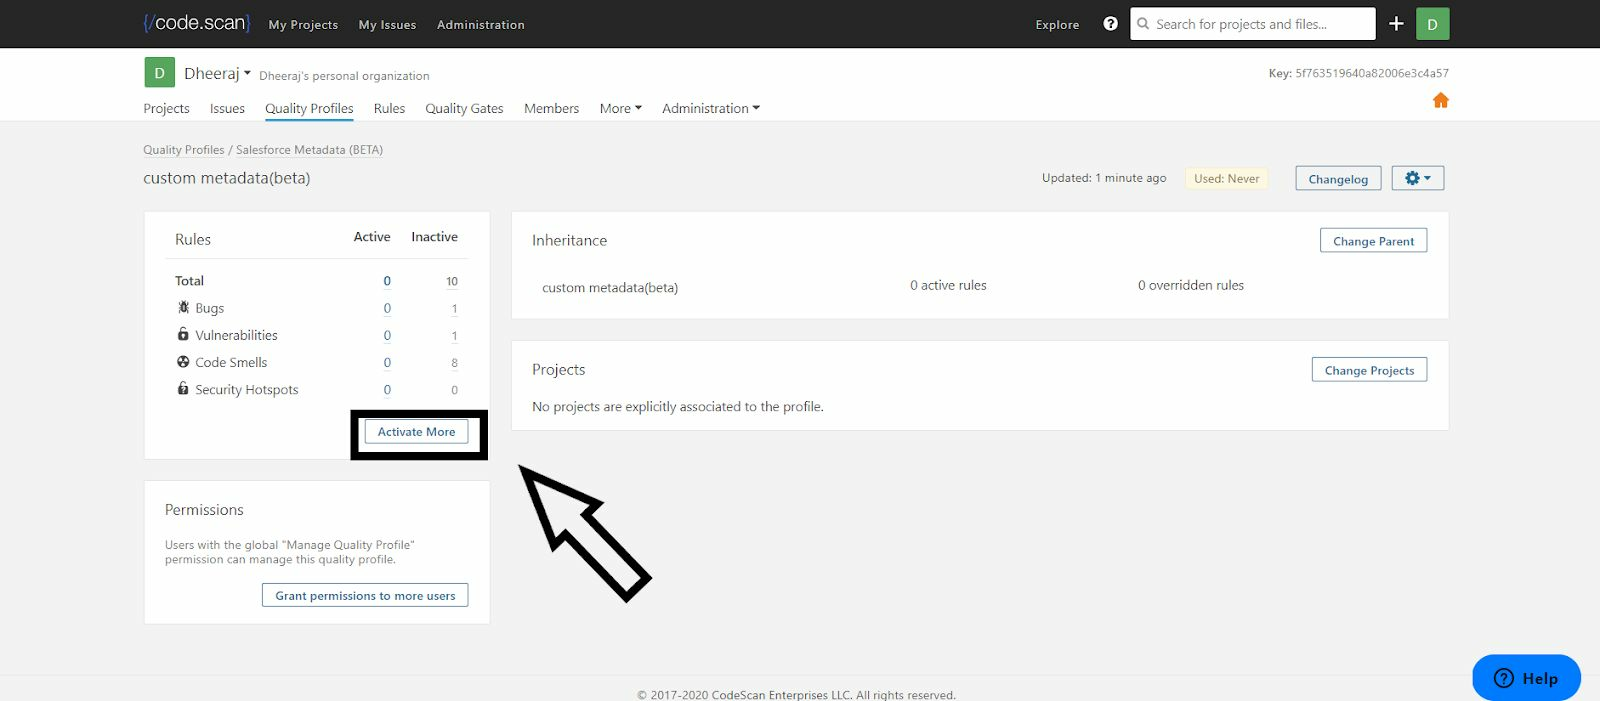 {/code.scan} My Projects My Issues Administration Explore Search for projects and files... D
D Dheeraj Dheeraj's personal organization Key: 5f763519640a82006e3c4a57
Projects Issues Quality Profiles Rules Quality Gates Members More Administration
Quality Profiles / Salesforce Metadata (BETA)
custom metadata(beta) Updated: 1 minute ago Used: Never Changelog
Rules Active Inactive
Total 0 10
Bugs 0 1
Vulnerabilities 0 1
Code Smells 0 8
Security Hotspots 0 0
Activate More
Inheritance Change Parent
custom metadata(beta) 0 active rules 0 overridden rules
Projects Change Projects
No projects are explicitly associated to the profile.
Permissions
Users with the global "Manage Quality Profile"
permission can manage this quality profile.
Grant permissions to more users
Help
© 2017-2020 CodeScan Enterprises LLC. All rights reserved.